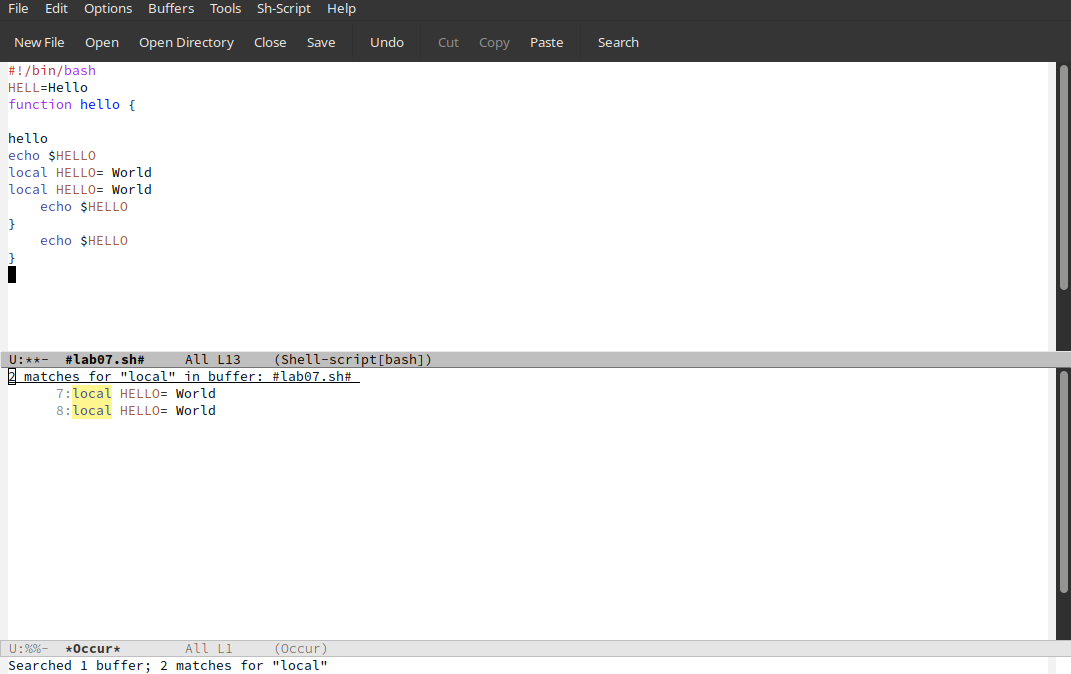 File Edit Options Buffers Tools Sh-Script Help
New File Open Open Directory Close Save Undo Cut Copy Paste Search
#!/bin/bash
HELL=Hello
function hello {
hello
echo $HELLO
local HELLO= World
local HELLO= World
    echo $HELLO
}
    echo $HELLO
}
U:**-  #lab07.sh#     All L13    (Shell-script[bash])
2 matches for "local" in buffer: #lab07.sh#
      7:local HELLO= World
      8:local HELLO= World
U:%%-  *Occur*        All L1     (Occur)
Searched 1 buffer; 2 matches for "local"